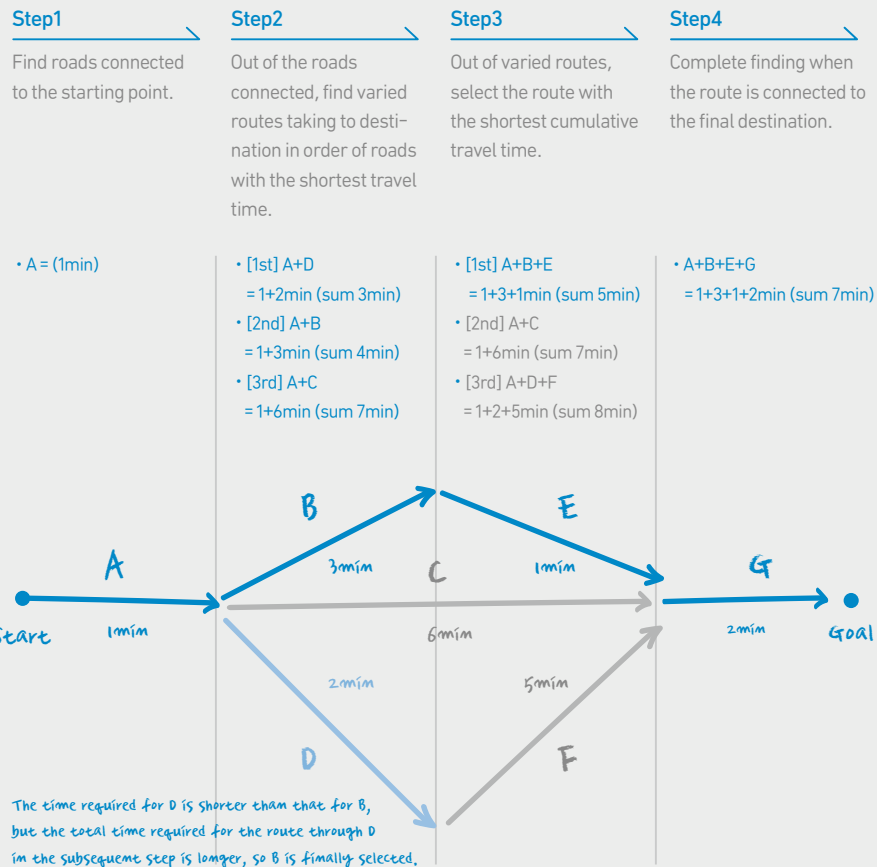 Step1
Find roads connected
to the starting point.
Step2
Out of the roads
connected, find varied
routes taking to desti-
nation in order of roads
with the shortest travel
time.
Step3
Out of varied routes,
select the route with
the shortest cumulative
travel time.
Step4
Complete finding when
the route is connected to
the final destination.
• A = (1min)
• [1st] A+D
= 1+2min (sum 3min)
• [2nd] A+B
= 1+3min (sum 4min)
• [3rd] A+C
= 1+6min (sum 7min)
• [1st] A+B+E
= 1+3+1min (sum 5min)
• [2nd] A+C
= 1+6min (sum 7min)
• [3rd] A+D+F
= 1+2+5min (sum 8min)
• A+B+E+G
= 1+3+1+2min (sum 7min)
A
1min
Start
B
3min
C
6min
D
2min
E
1min
F
5min
G
2min
Goal
The time required for D is shorter than that for B,
but the total time required for the route through D
in the subsequent step is longer, so B is finally selected.